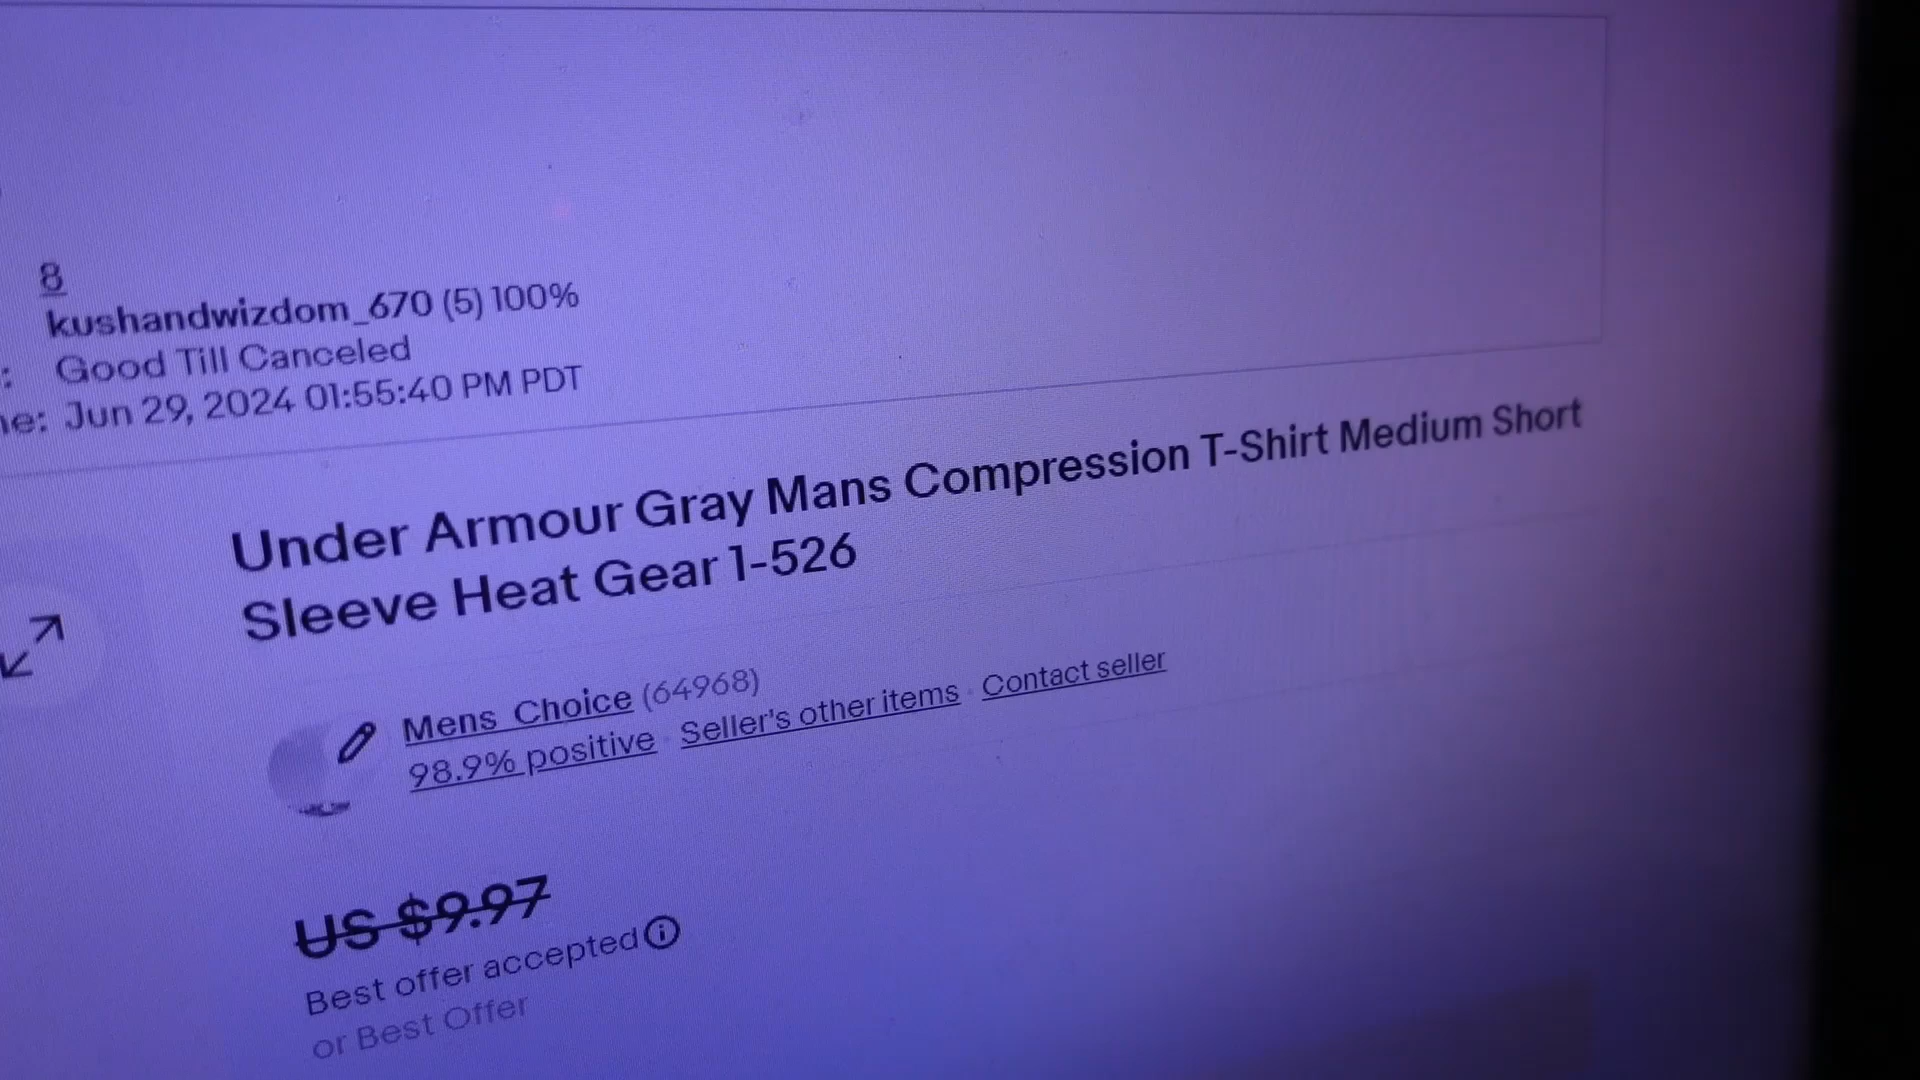 8
kushandwizdom_670 (5) 100%
: Good Till Canceled
ne: Jun 29, 2024 01:55:40 PM PDT
Under Armour Gray Mans Compression T-Shirt Medium Short
Sleeve Heat Gear 1-526
Mens_Choice (64968)
98.9% positive · Seller's other items · Contact seller
US $9.97
Best offer accepted
or Best Offer